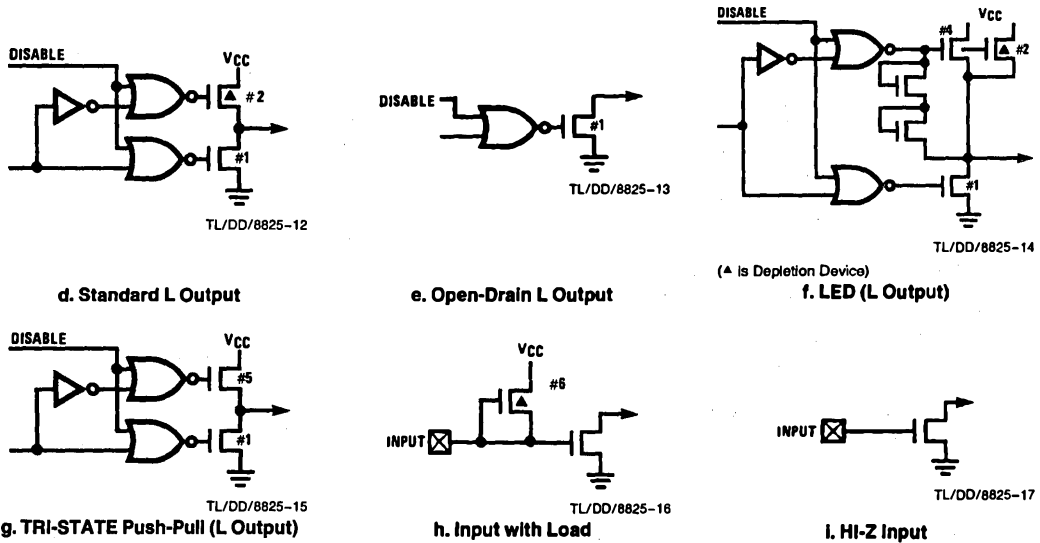 DISABLE
VCC
#2
#1
TL/DD/8825-12
d. Standard L Output
DISABLE
#1
TL/DD/8825-13
e. Open-Drain L Output
DISABLE
VCC
#4
▲ #2
#1
TL/DD/8825-14
(▲ is Depletion Device)
f. LED (L Output)
DISABLE
VCC
#5
#1
TL/DD/8825-15
g. TRI-STATE Push-Pull (L Output)
VCC
#6
INPUT
TL/DD/8825-16
h. Input with Load
INPUT
TL/DD/8825-17
i. Hi-Z Input